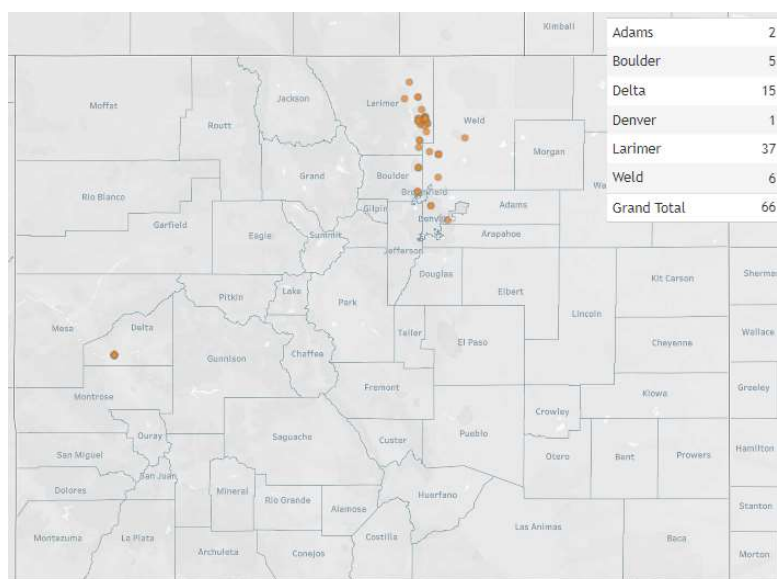 Kimball
Adams 2
Boulder 5
Delta 15
Denver 1
Larimer 37
Weld 6
Grand Total 66
Moffat
Jackson
Larimer
Weld
Routt
Morgan
Grand
Boulder
Rio Blanco
Garfield
Gilpin
Adams
Eagle
Summit
Arapahoe
Jefferson
Douglas
Elbert
Kit Carson
Pitkin
Lake
Park
Lincoln
Mesa
Delta
Teller
El Paso
Cheyenne
Wallace
Gunnison
Chaffee
Fremont
Kiowa
Greeley
Montrose
Crowley
Ouray
Saguache
Custer
Pueblo
San Miguel
Otero
Bent
Prowers
Hamilton
San Juan
Dolores
Mineral
Rio Grande
Alamosa
Huerfano
Stanton
Montezuma
La Plata
Archuleta
Conejos
Costilla
Las Animas
Baca
Morton